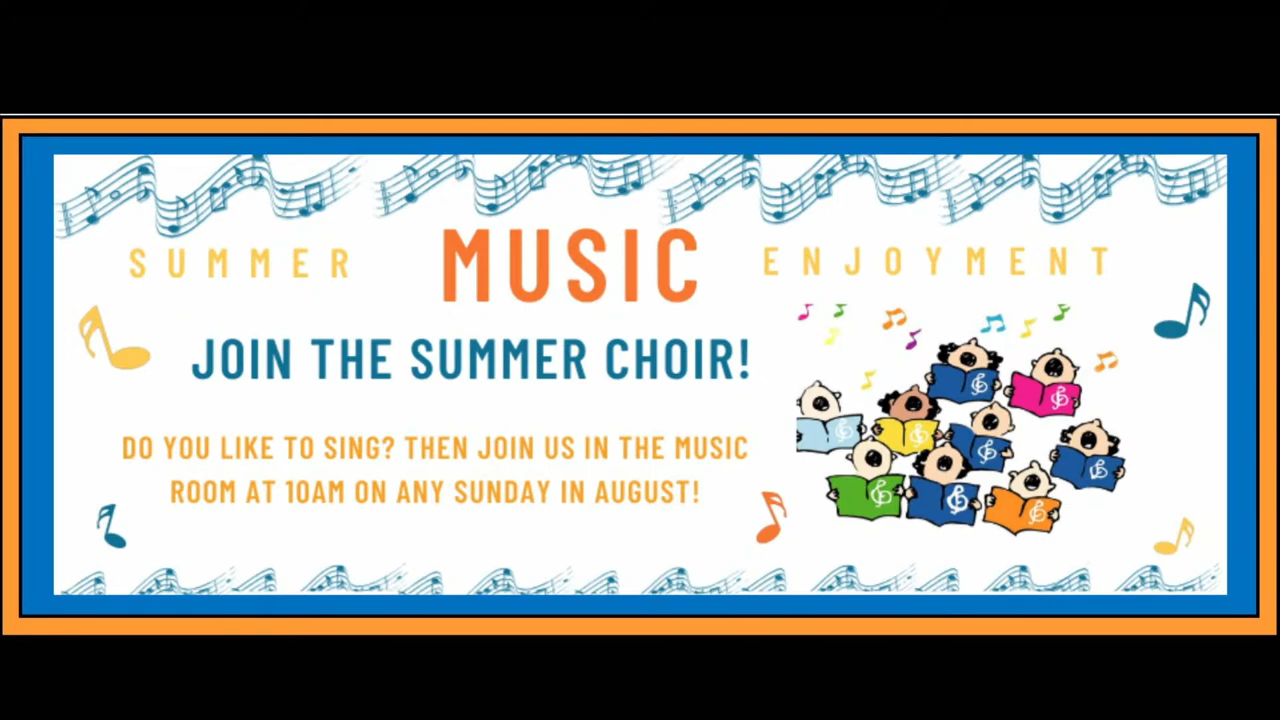 SUMMER MUSIC ENJOYMENT
JOIN THE SUMMER CHOIR!
DO YOU LIKE TO SING? THEN JOIN US IN THE MUSIC
ROOM AT 10AM ON ANY SUNDAY IN AUGUST!